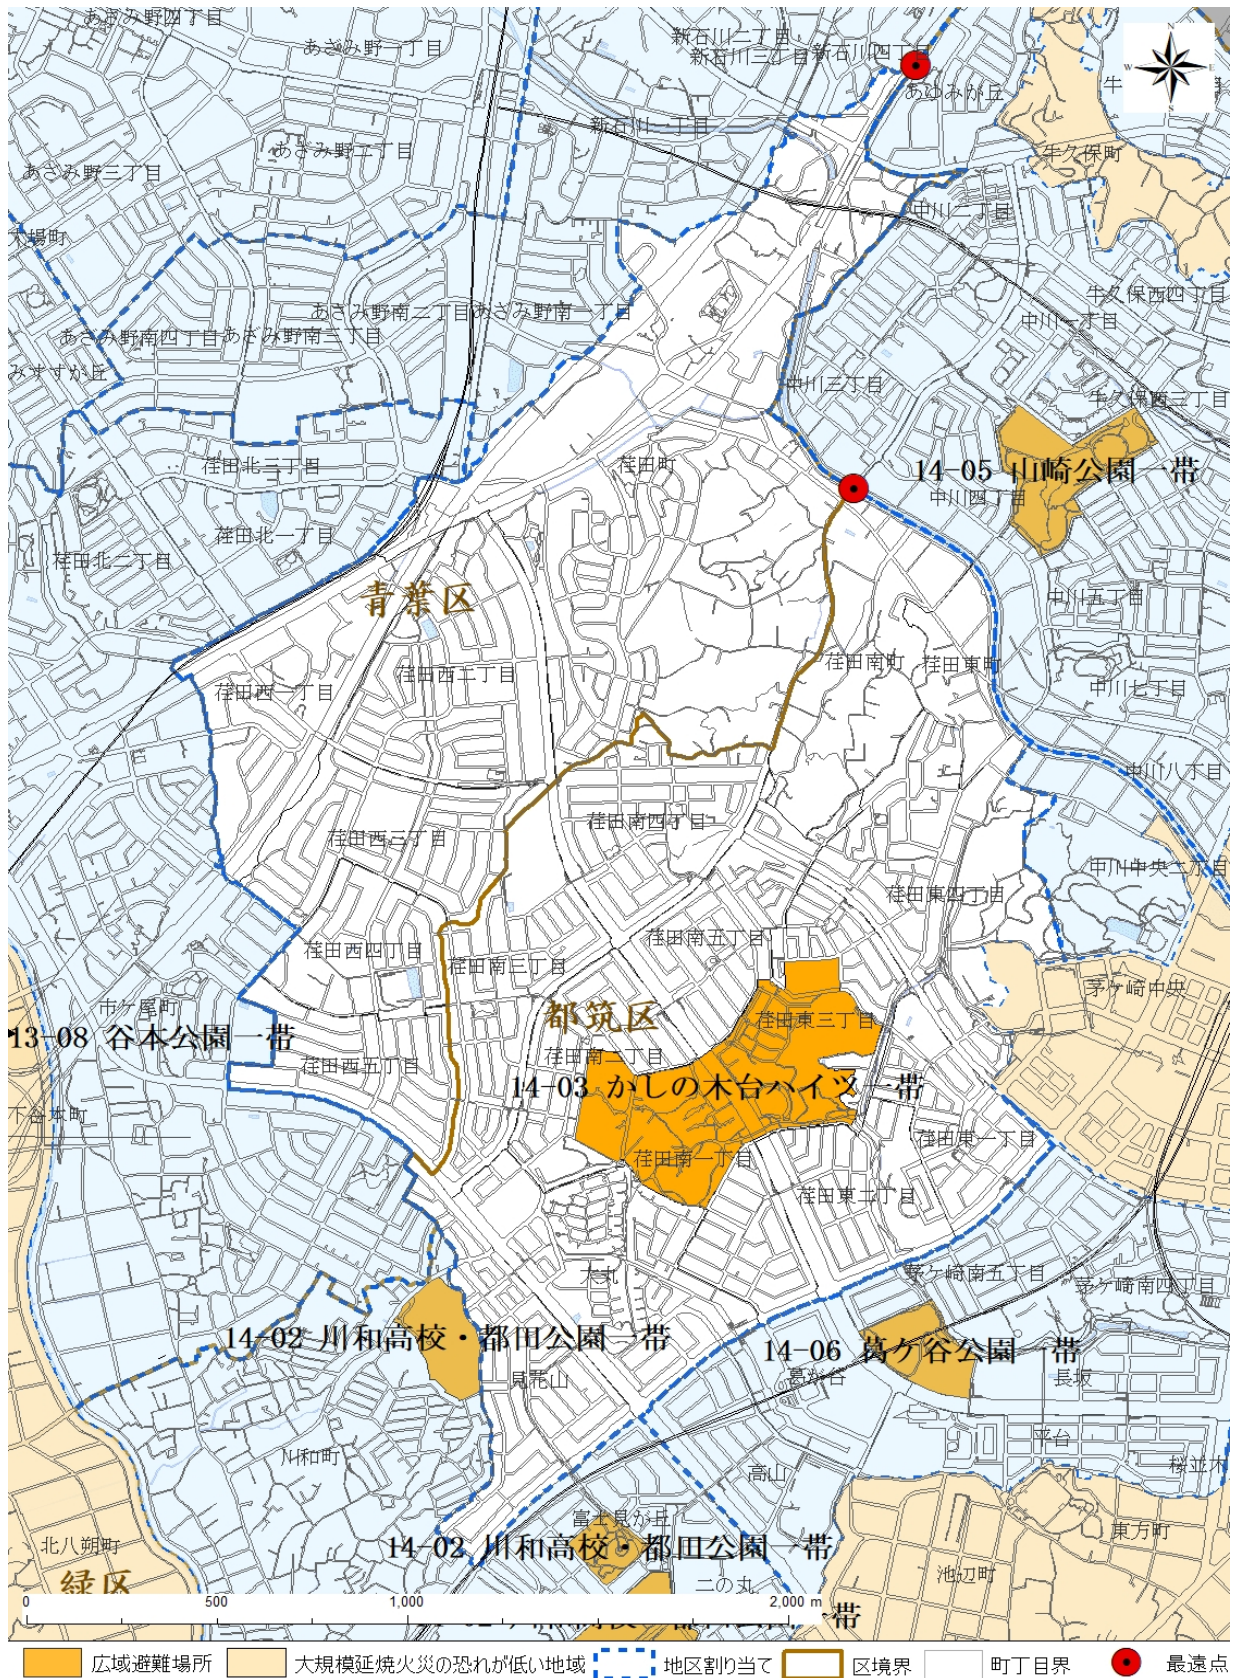 あざみ野四丁目
あざみ野一丁目
新石川二丁目
新石川三丁目
新石川四丁目
N
W
E
S
あゆみが丘
新石川一丁目
あざみ野二丁目
あざみ野三丁目
牛久保町
中川二丁目
大場町
牛久保西四丁目
中川一丁目
あざみ野南二丁目
あざみ野南一丁目
あざみ野南四丁目
あざみ野南三丁目
みすずが丘
中川三丁目
牛久保西三丁目
荏田北三丁目
荏田町
14-05 山崎公園一帯
中川四丁目
荏田北一丁目
荏田北二丁目
青葉区
中川五丁目
荏田西二丁目
荏田西一丁目
荏田南町
荏田東町
中川七丁目
中川八丁目
荏田南四丁目
荏田西三丁目
中川中央二丁目
荏田東四丁目
荏田南五丁目
荏田西四丁目
荏田南三丁目
茅ケ崎中央
市ケ尾町
都筑区
荏田東三丁目
13-08 谷本公園一帯
荏田南二丁目
荏田西五丁目
14-03 かしの木台ハイツ一帯
下谷本町
荏田東一丁目
荏田南一丁目
荏田東二丁目
大丸
茅ケ崎南五丁目
茅ケ崎南四丁目
14-02 川和高校・都田公園一帯
14-06 葛ケ谷公園一帯
見花山
葛が谷
長坂
平台
川和町
高山
桜並木
富士見が丘
東方町
北八朔町
14-02 川和高校・都田公園一帯
緑区
二の丸
池辺町
0
500
1,000
2,000 m
一帯
広域避難場所
大規模延焼火災の恐れが低い地域
地区割り当て
区境界
町丁目界
最遠点